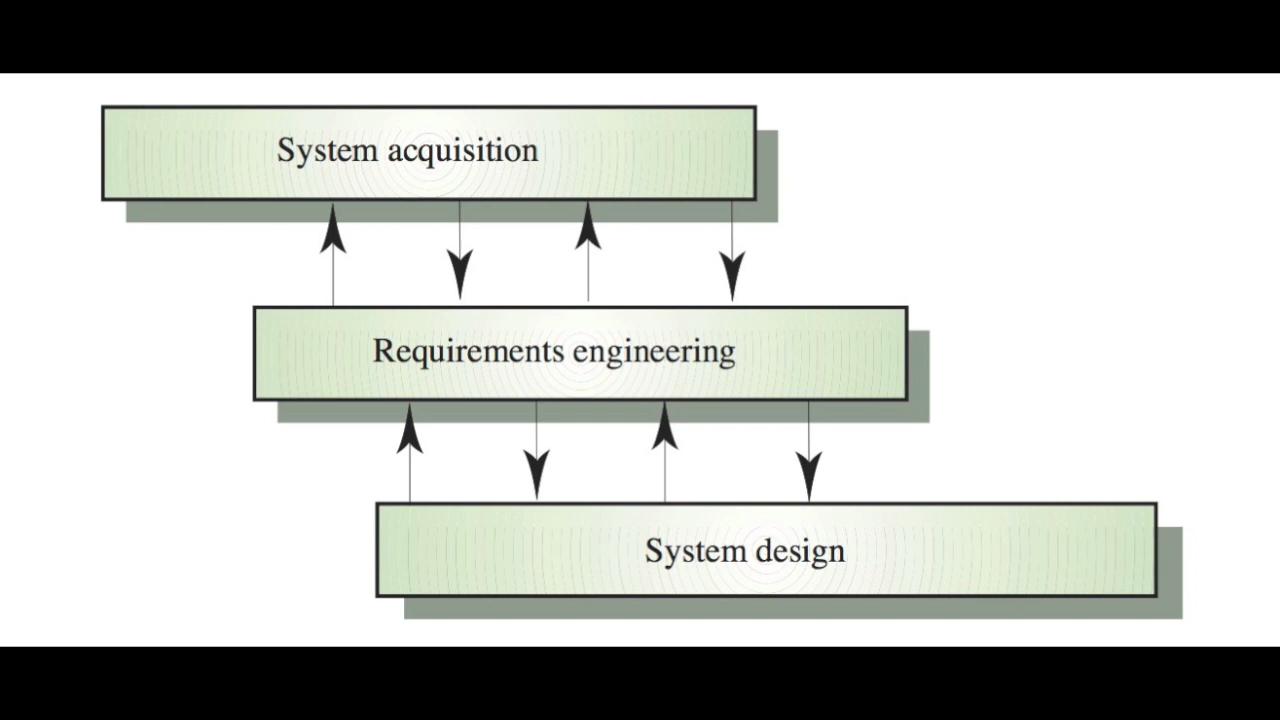 System acquisition
Requirements engineering
System design